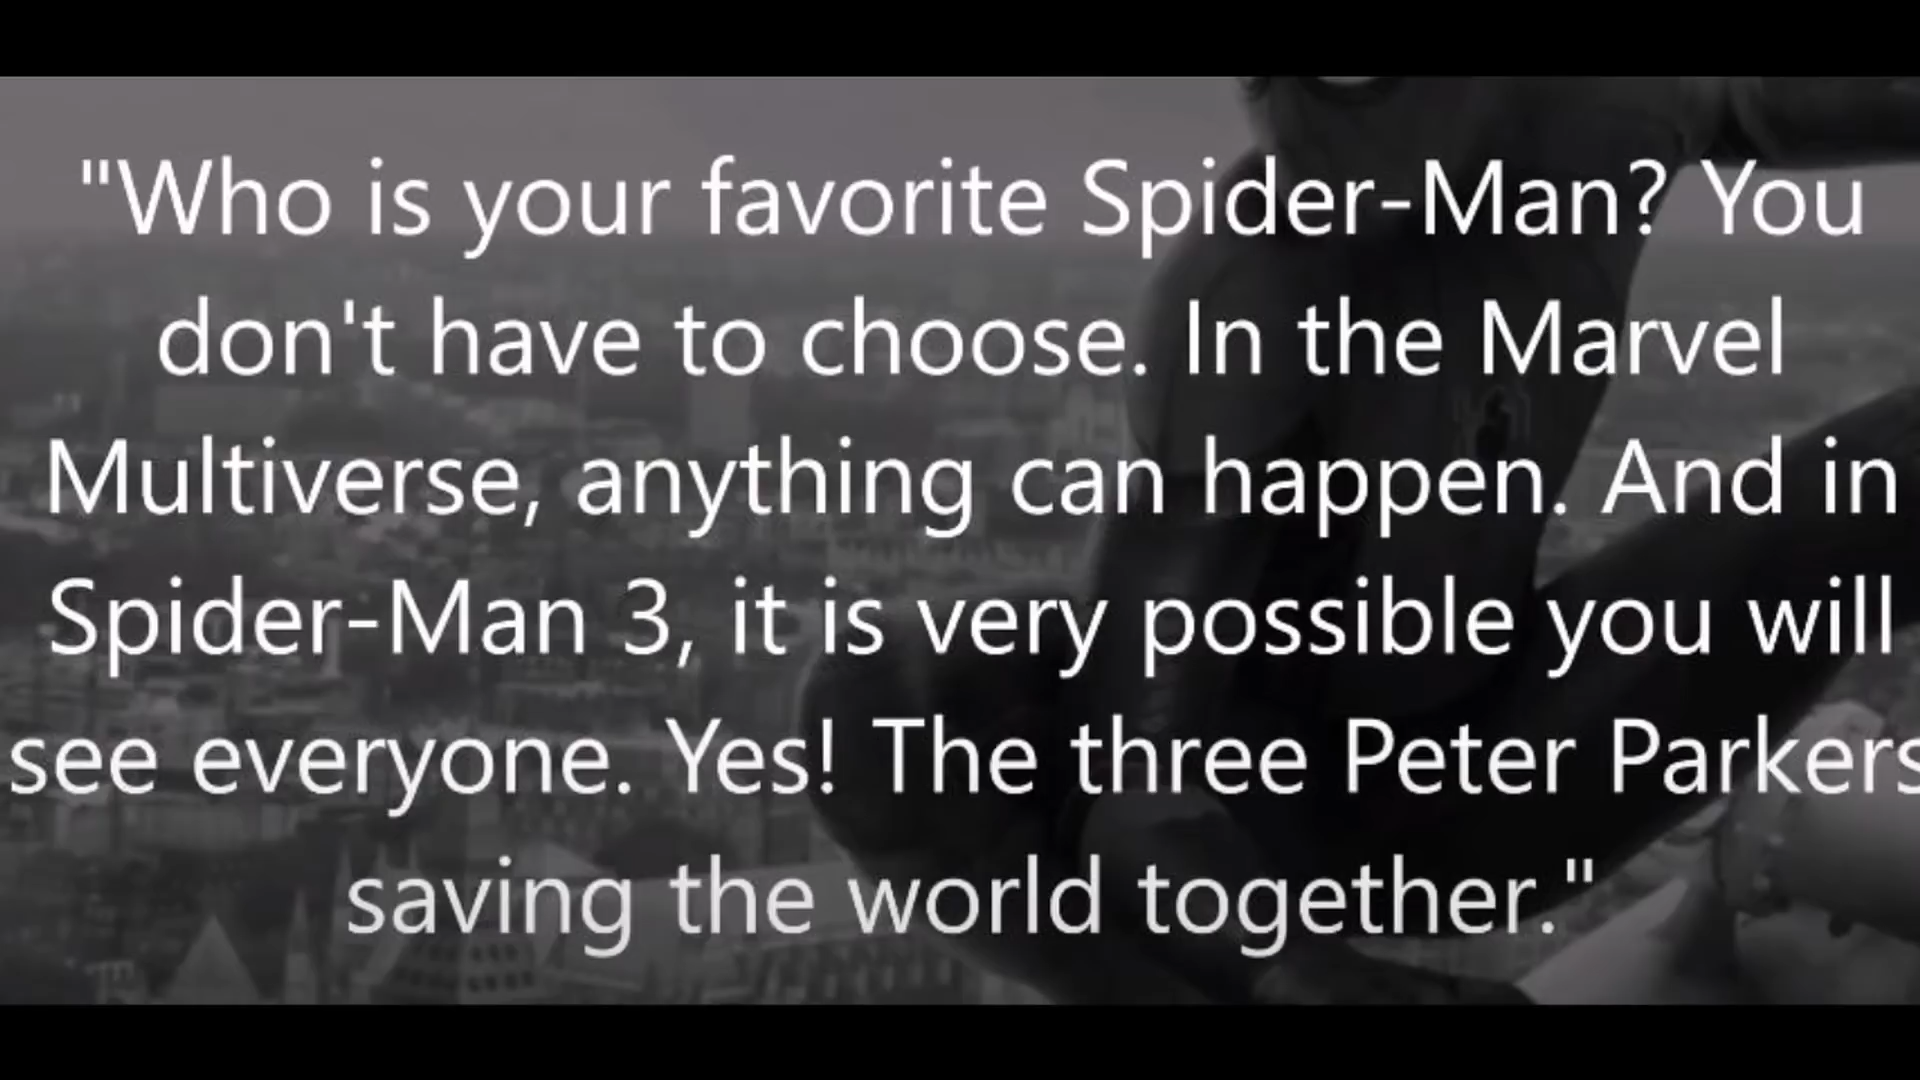 "Who is your favorite Spider-Man? You
don't have to choose. In the Marvel
Multiverse, anything can happen. And in
Spider-Man 3, it is very possible you will
see everyone. Yes! The three Peter Parkers
saving the world together."